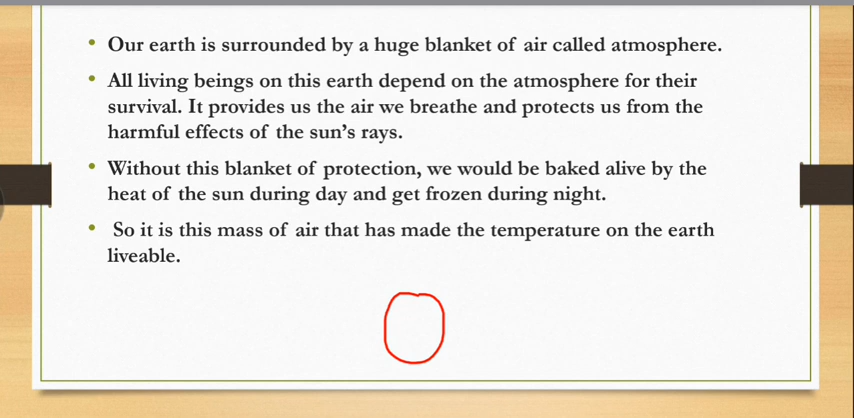 • Our earth is surrounded by a huge blanket of air called atmosphere.
• All living beings on this earth depend on the atmosphere for their
survival. It provides us the air we breathe and protects us from the
harmful effects of the sun’s rays.
• Without this blanket of protection, we would be baked alive by the
heat of the sun during day and get frozen during night.
• So it is this mass of air that has made the temperature on the earth
liveable.